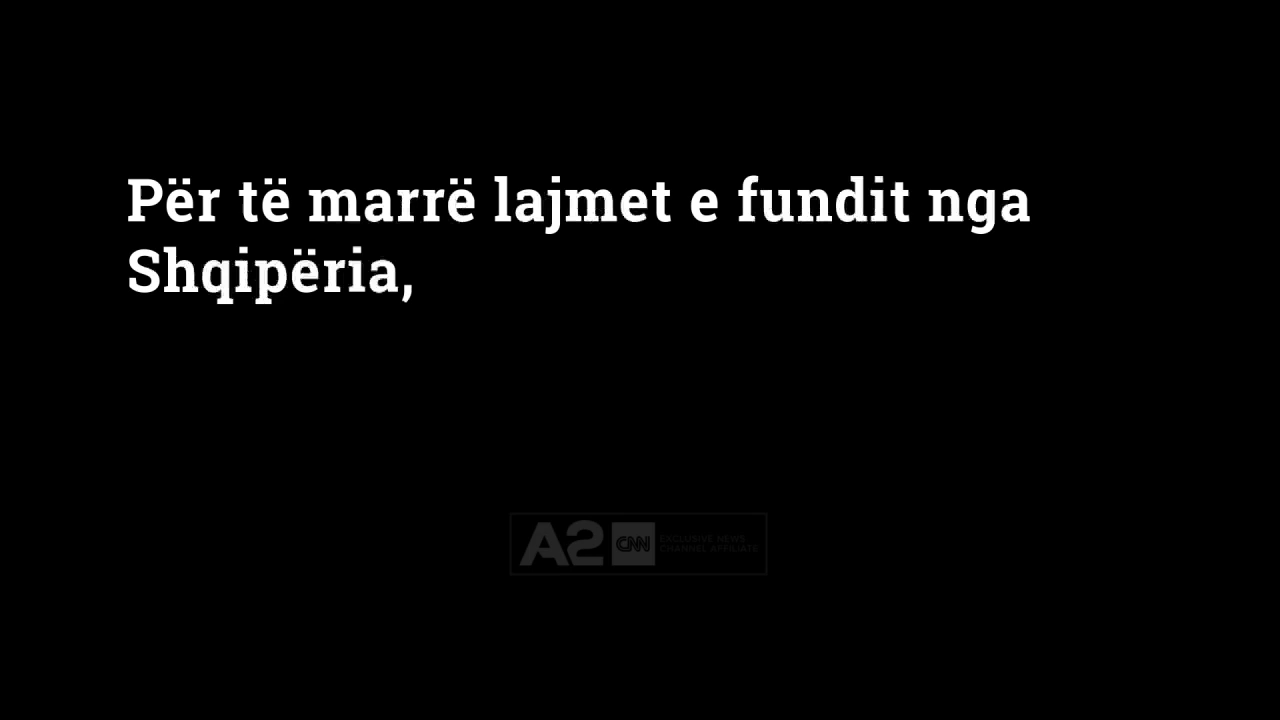 Për të marrë lajmet e fundit nga
Shqipëria,
A2 CNN EXCLUSIVE NEWS
CHANNEL AFFILIATE